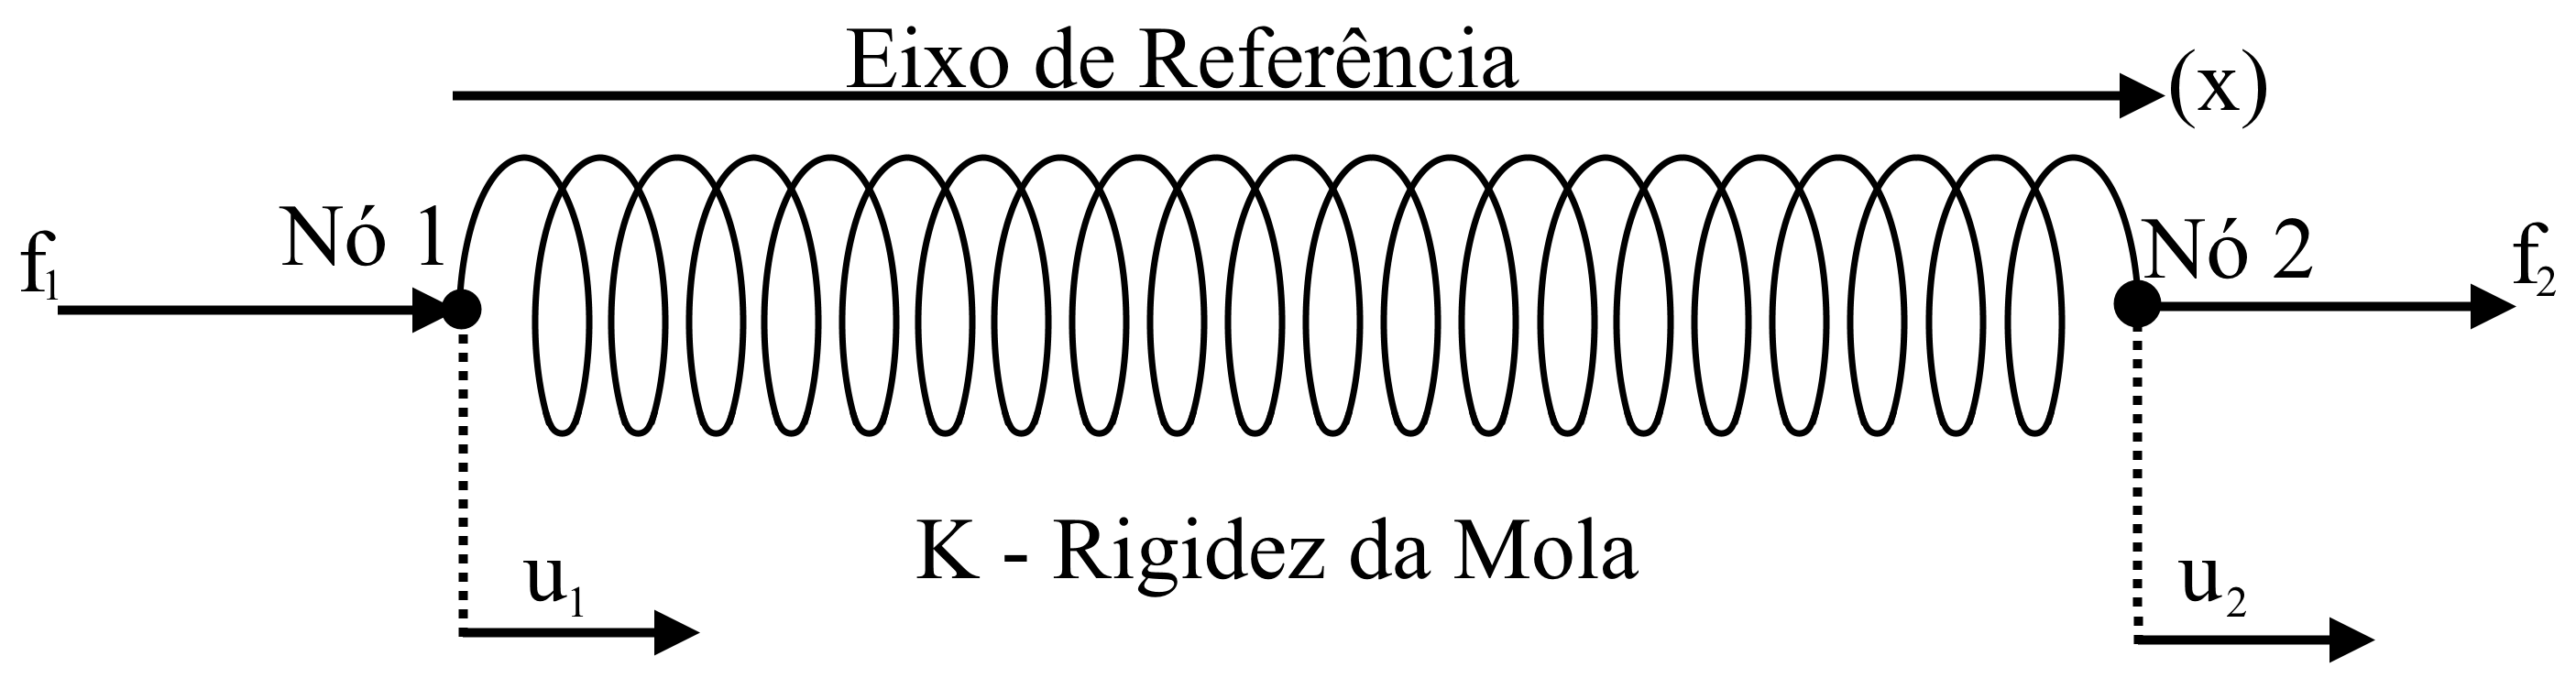 Eixo de Referência
(x)
Nó 1
Nó 2
f1
f2
K - Rigidez da Mola
u1
u2